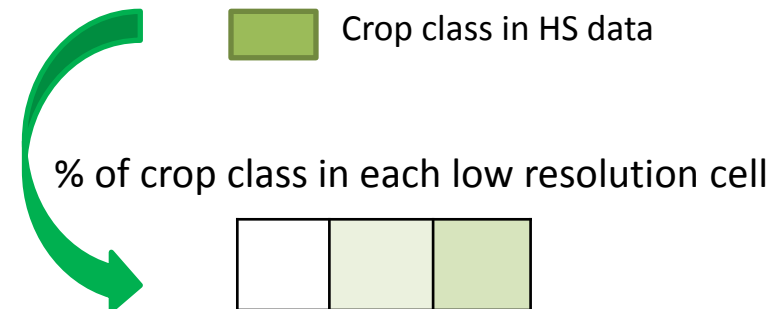 Crop class in HS data
% of crop class in each low resolution cell